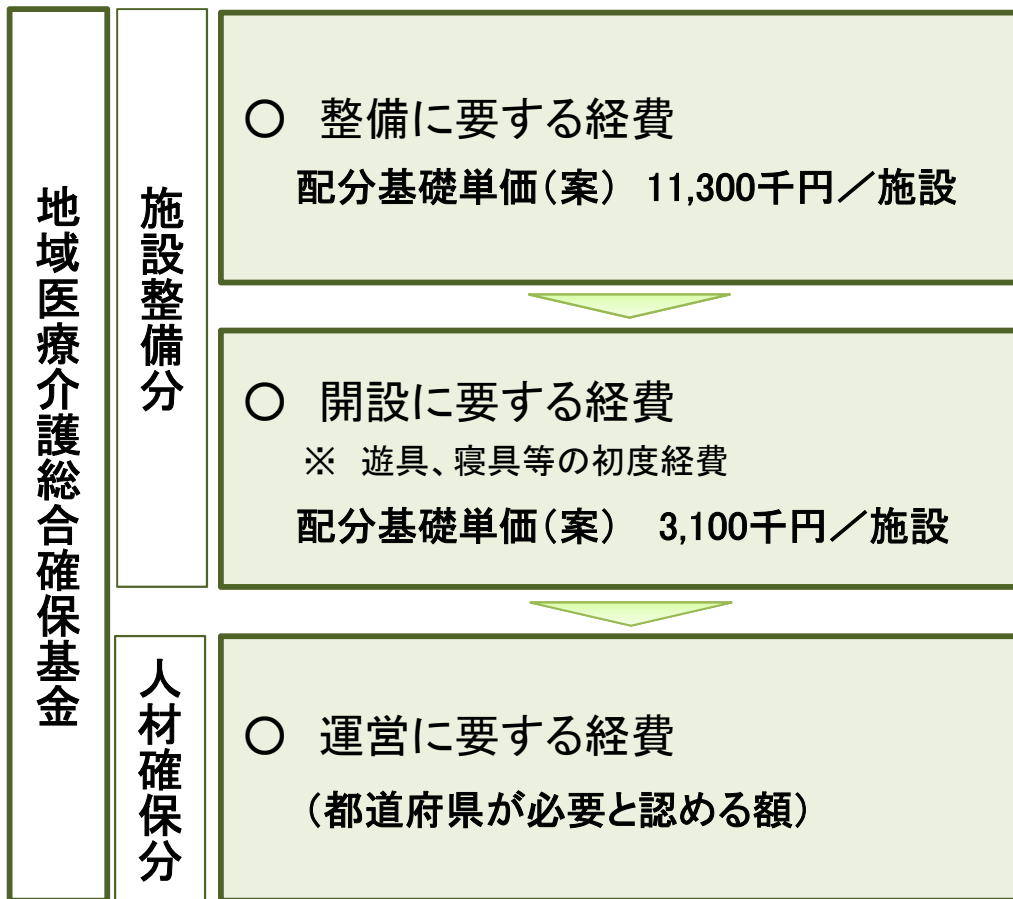 地域医療介護総合確保基金
施設整備分
○ 整備に要する経費
配分基礎単価(案) 11,300千円/施設
○ 開設に要する経費
※ 遊具、寝具等の初度経費
配分基礎単価(案) 3,100千円/施設
人材確保分
○ 運営に要する経費
(都道府県が必要と認める額)